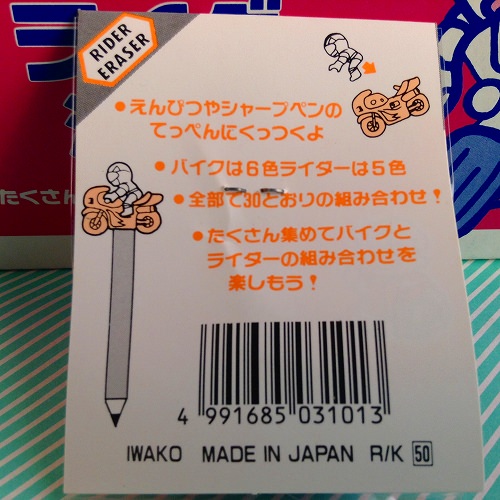 RIDER
ERASER
●えんぴつやシャープペンの
てっぺんにくっつくよ
●バイクは6色ライダーは5色
●全部で30とおりの組み合わせ!
●たくさん集めてバイクと
ライダーの組み合わせを
楽しもう!
4 991685 031013
IWAKO MADE IN JAPAN R/K 50
たくさん